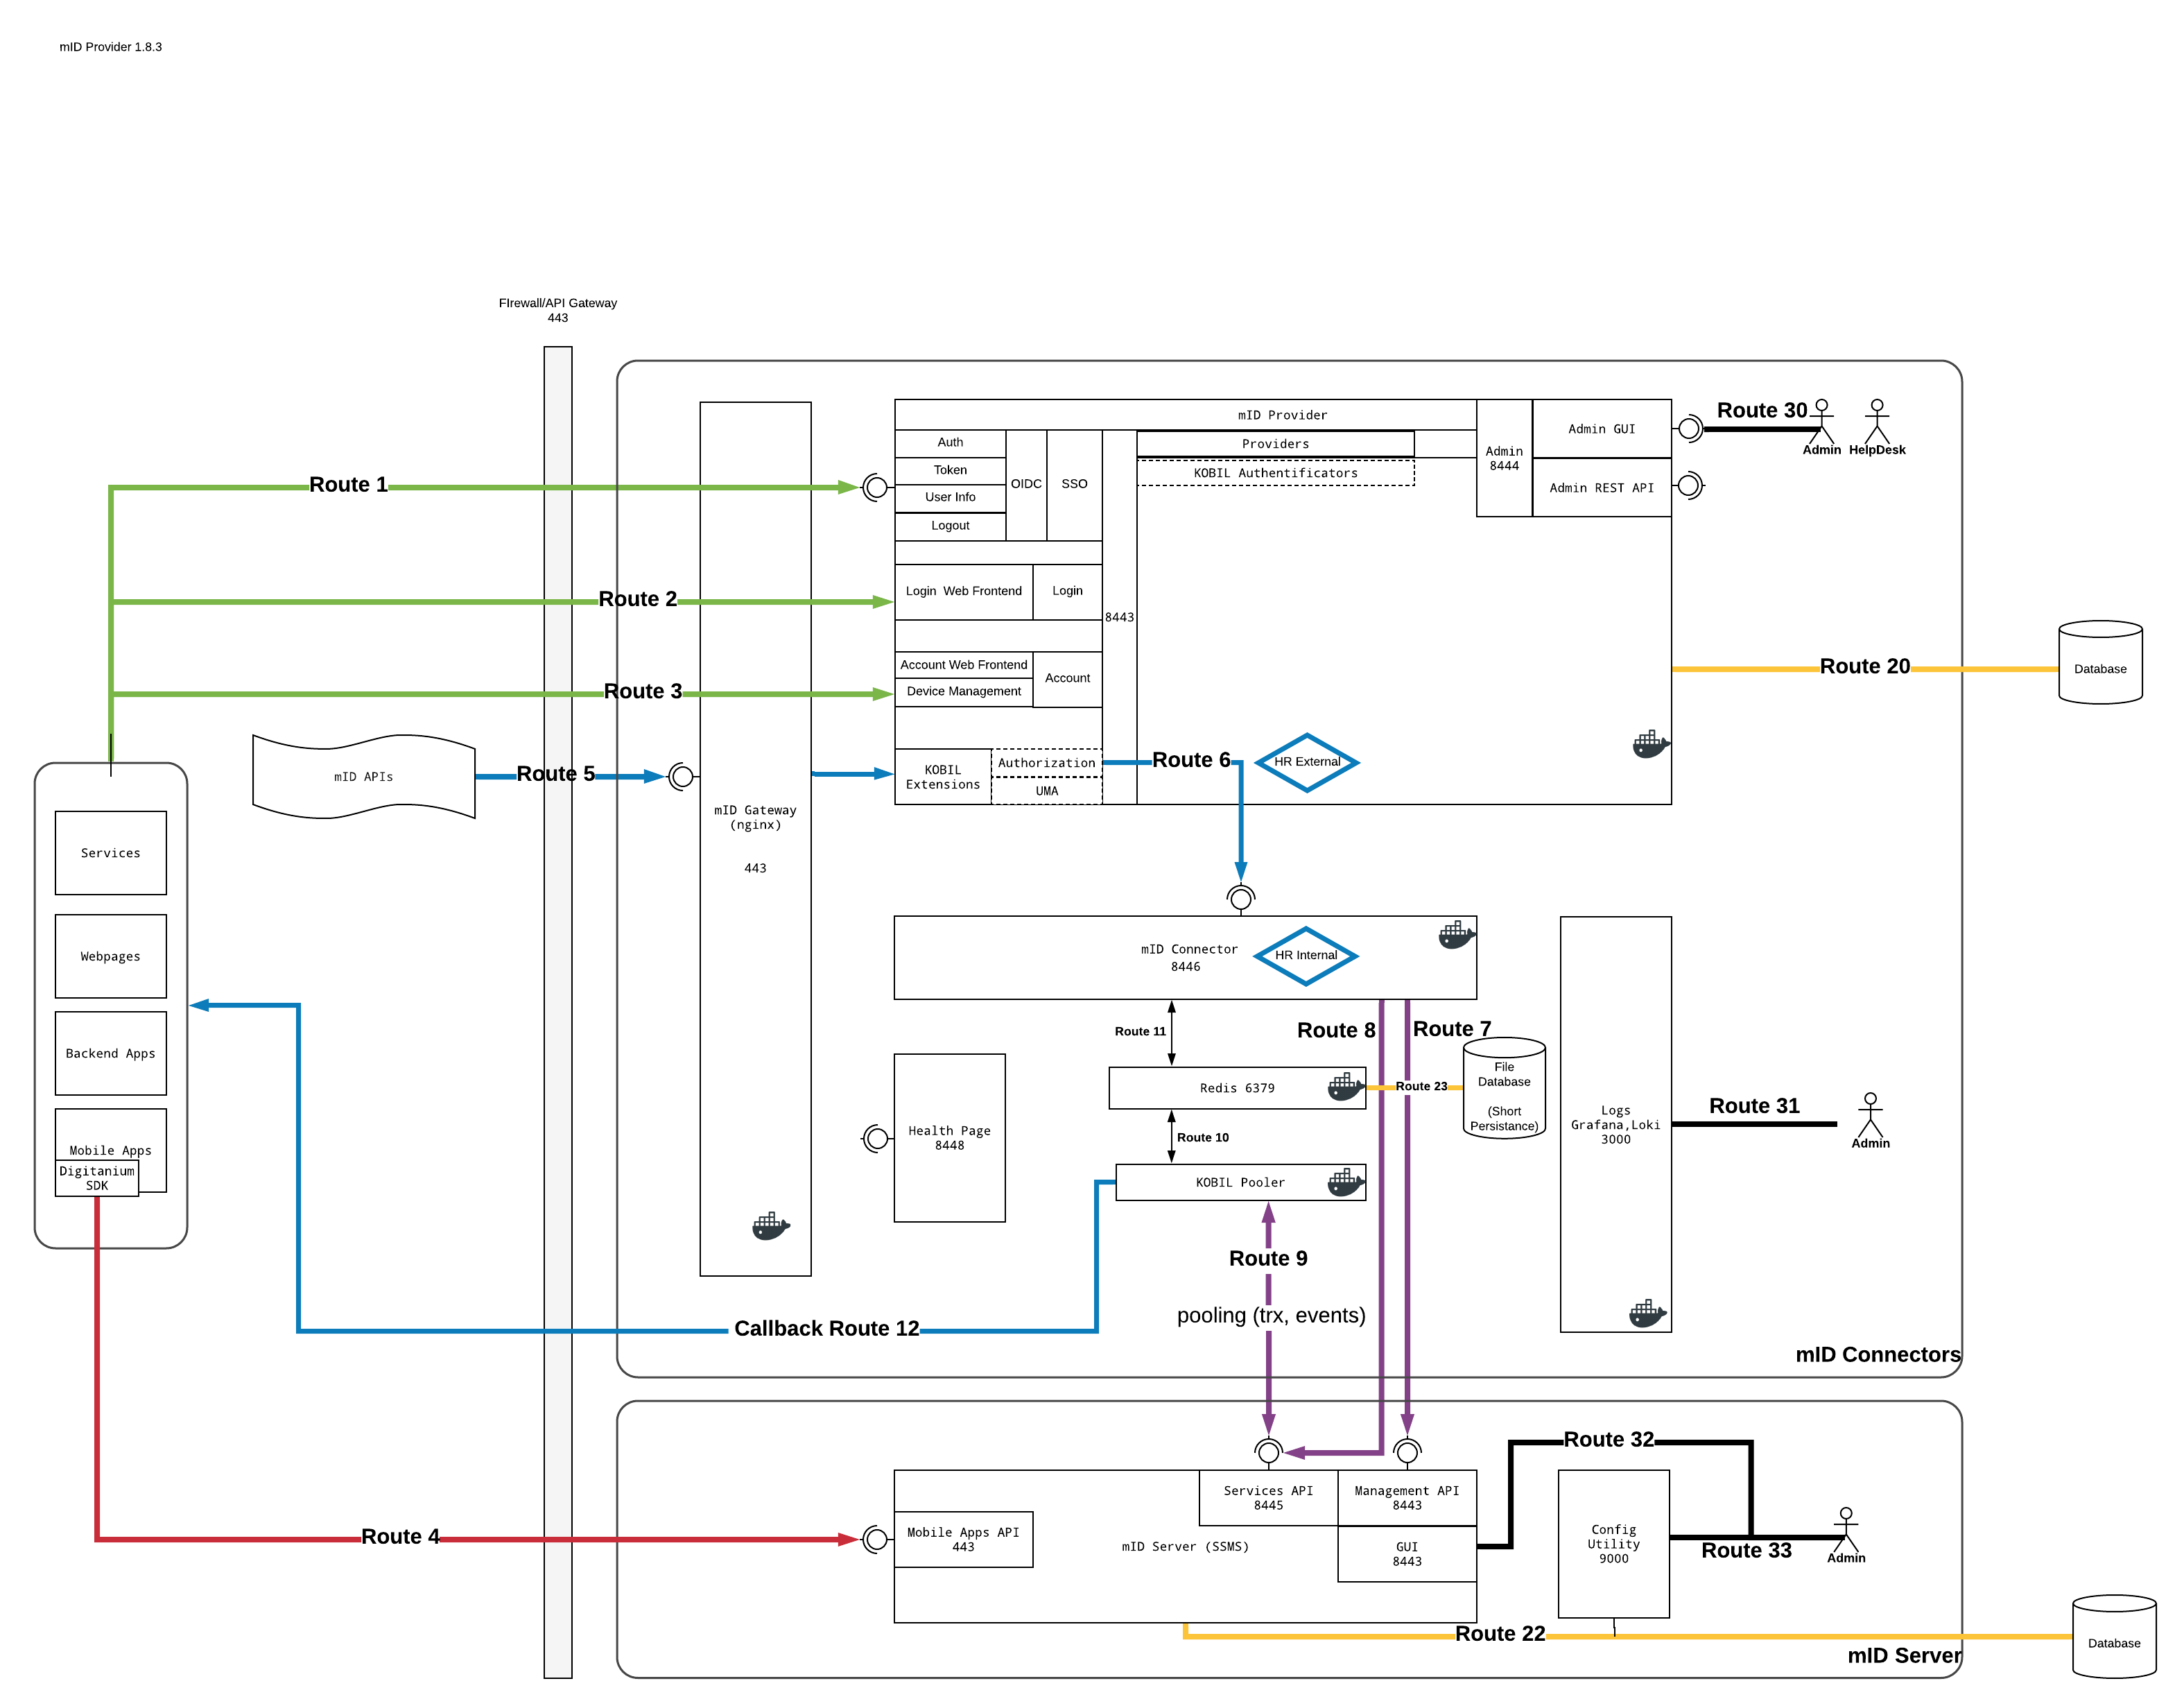 mID Provider 1.8.3
FIrewall/API Gateway
443
mID Provider
Auth
Token
User Info
Logout
OIDC
SSO
Providers
KOBIL Authentificators
Admin
8444
Admin GUI
Admin REST API
Route 30
Admin
HelpDesk
Route 1
Route 2
Login  Web Frontend
Login
8443
Route 3
Account Web Frontend
Device Management
Account
Route 20
Database
mID APIs
Route 5
KOBIL
Extensions
Authorization
UMA
Route 6
HR External
mID Gateway
(nginx)
443
Services
Webpages
Backend Apps
Mobile Apps
Digitanium
SDK
mID Connector
8446
HR Internal
Route 11
Route 8
Route 7
Redis 6379
Route 23
File
Database
(Short
Persistance)
Health Page
8448
Route 10
KOBIL Pooler
Logs
Grafana,Loki
3000
Route 31
Admin
Route 9
pooling (trx, events)
Callback Route 12
mID Connectors
Route 4
Mobile Apps API
443
Services API
8445
Management API
8443
mID Server (SSMS)
GUI
8443
Route 32
Config
Utility
9000
Route 33
Admin
Route 22
mID Server
Database